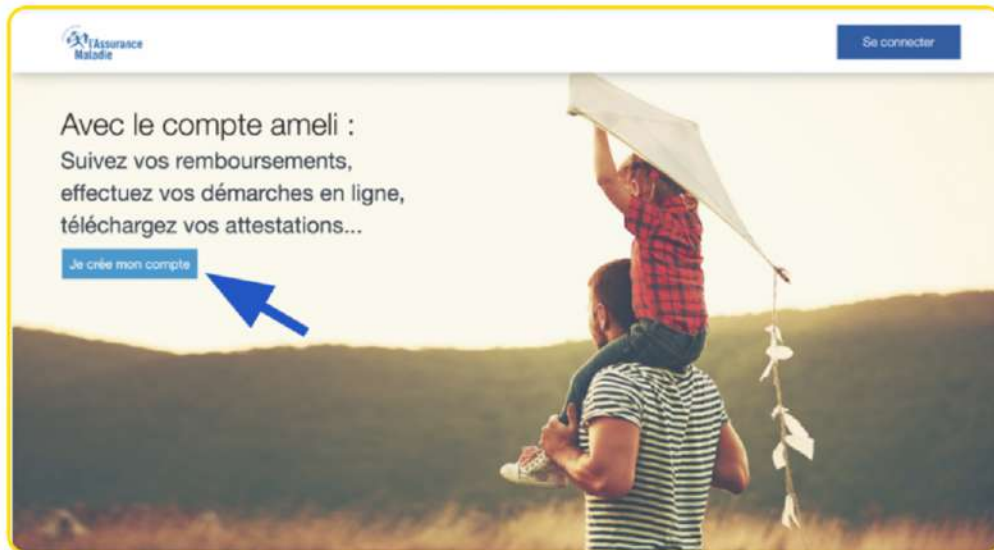 l'Assurance
Maladie
Se connecter
Avec le compte ameli :
Suivez vos remboursements,
effectuez vos démarches en ligne,
téléchargez vos attestations...
Je crée mon compte